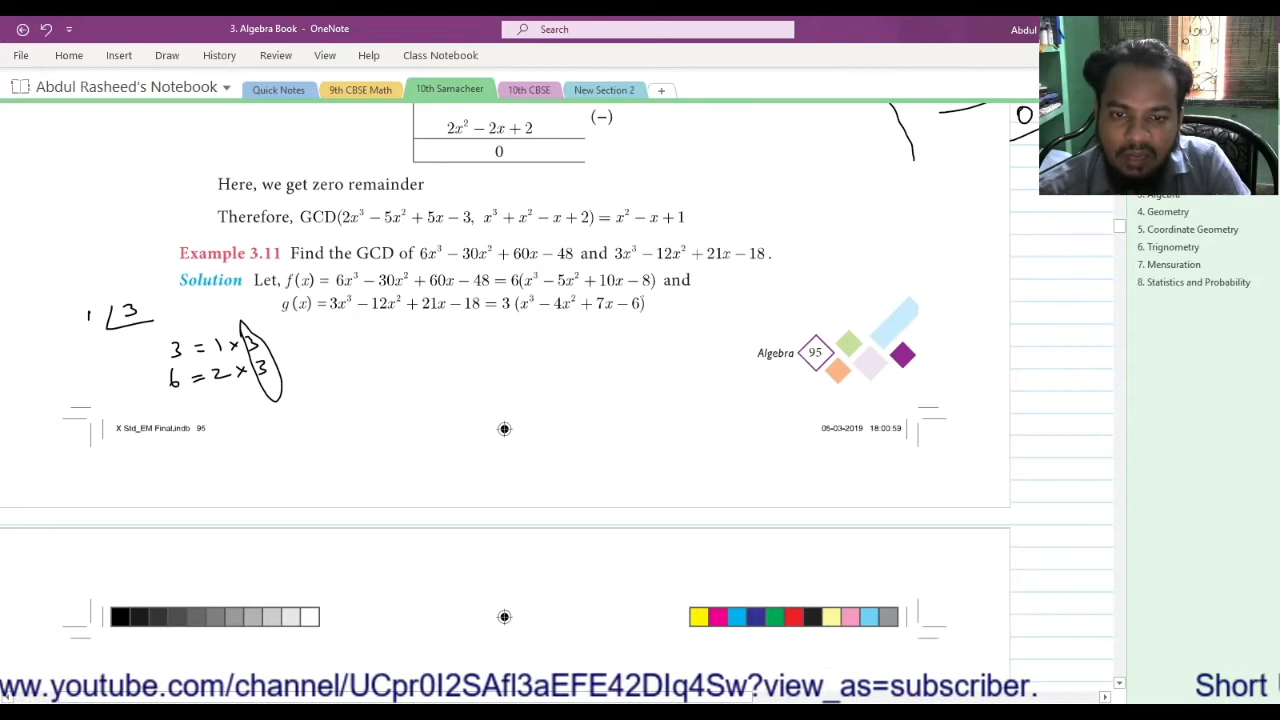 3. Algebra Book - OneNote
Search
Abdul
File Home Insert Draw History Review View Help Class Notebook
Abdul Rasheed's Notebook
Quick Notes 9th CBSE Math 10th Samacheer 10th CBSE New Section 2 +
2x² − 2x + 2 (−)
0
0
Here, we get zero remainder
Therefore, GCD(2x³ − 5x² + 5x − 3, x³ + x² − x + 2) = x² − x + 1
Example 3.11 Find the GCD of 6x³ − 30x² + 60x − 48 and 3x³ − 12x² + 21x − 18 .
Solution Let, f(x) = 6x³ − 30x² + 60x − 48 = 6(x³ − 5x² + 10x − 8) and
g(x) = 3x³ − 12x² + 21x − 18 = 3 (x³ − 4x² + 7x − 6)
1 3
3 = 1 × 3
6 = 2 × 3
Algebra 95
X Std_EM Final.indb 95
05-03-2019 18:00:59
3. Algebra
4. Geometry
5. Coordinate Geometry
6. Trignometry
7. Mensuration
8. Statistics and Probability
ww.youtube.com/channel/UCpr0I2SAfl3aEFE42DIq4Sw?view_as=subscriber. Short